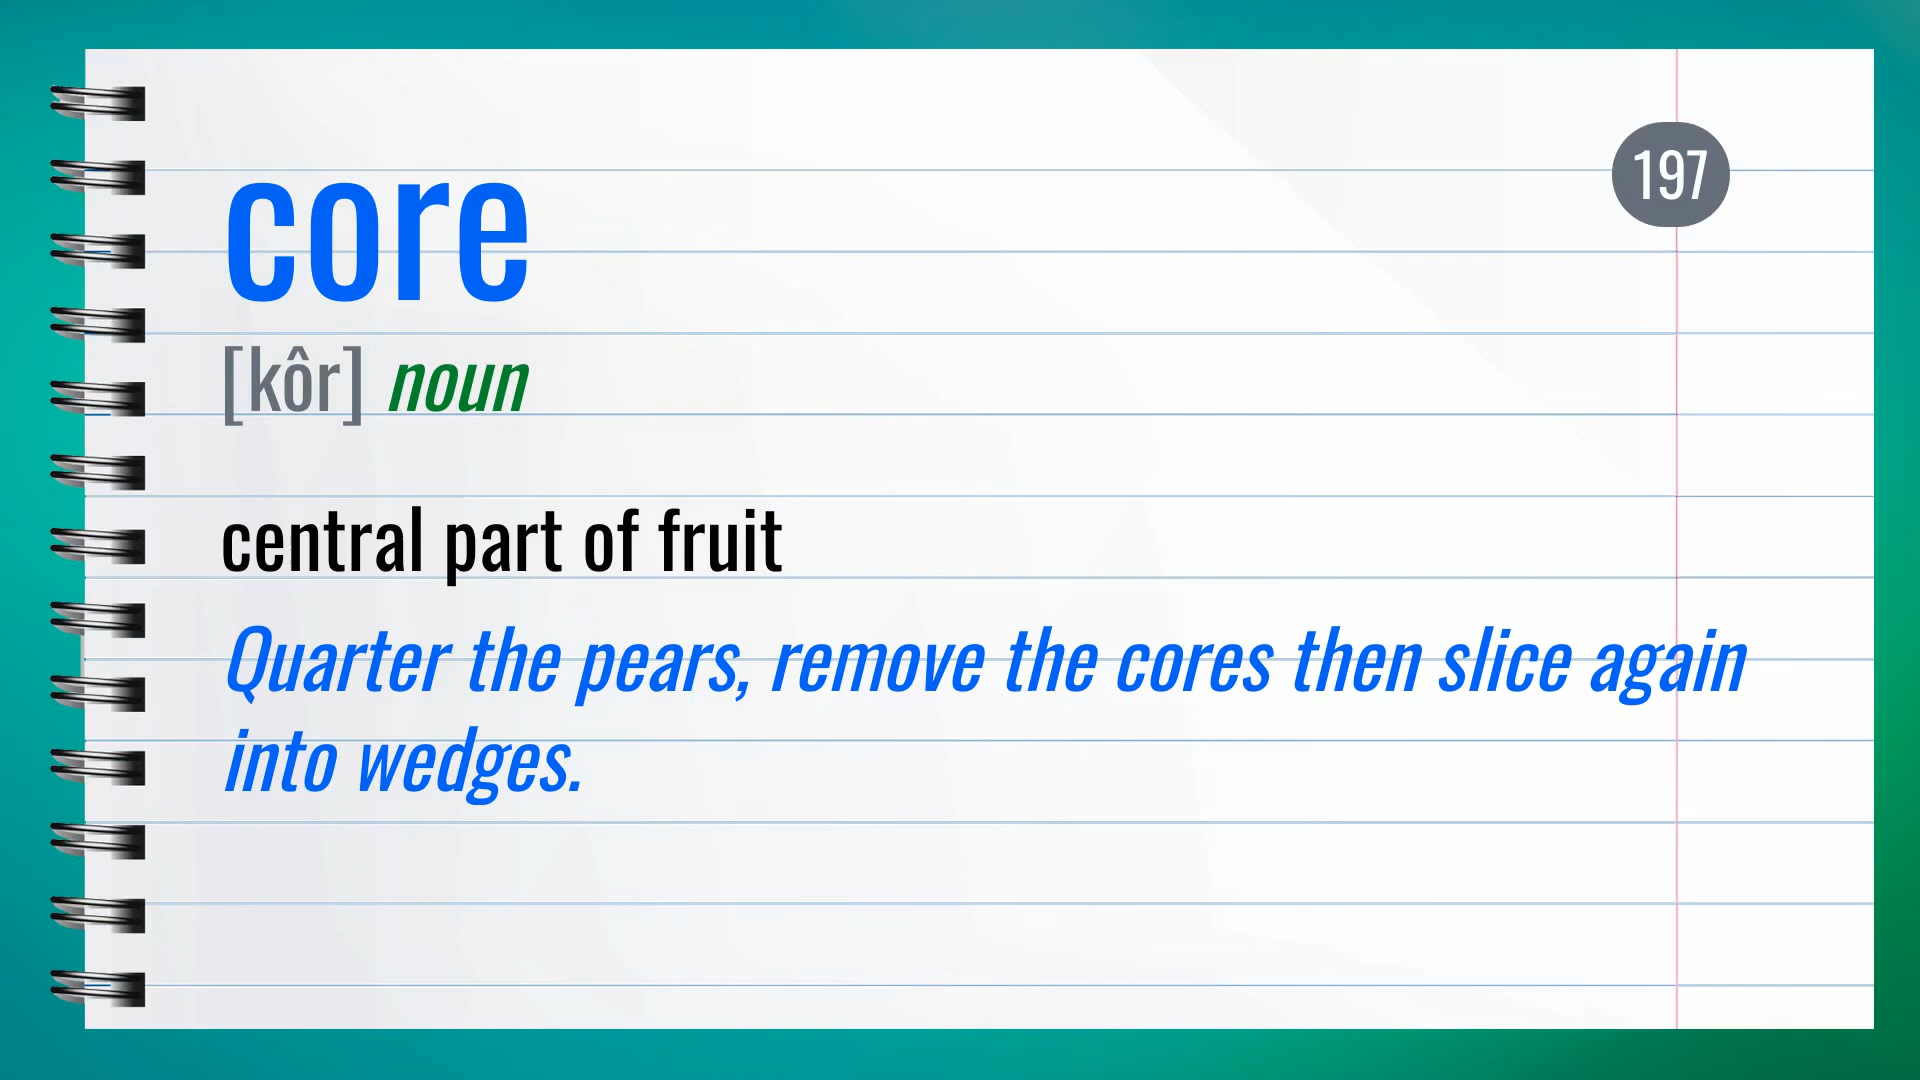 core
197
[kôr] noun
central part of fruit
Quarter the pears, remove the cores then slice again
into wedges.